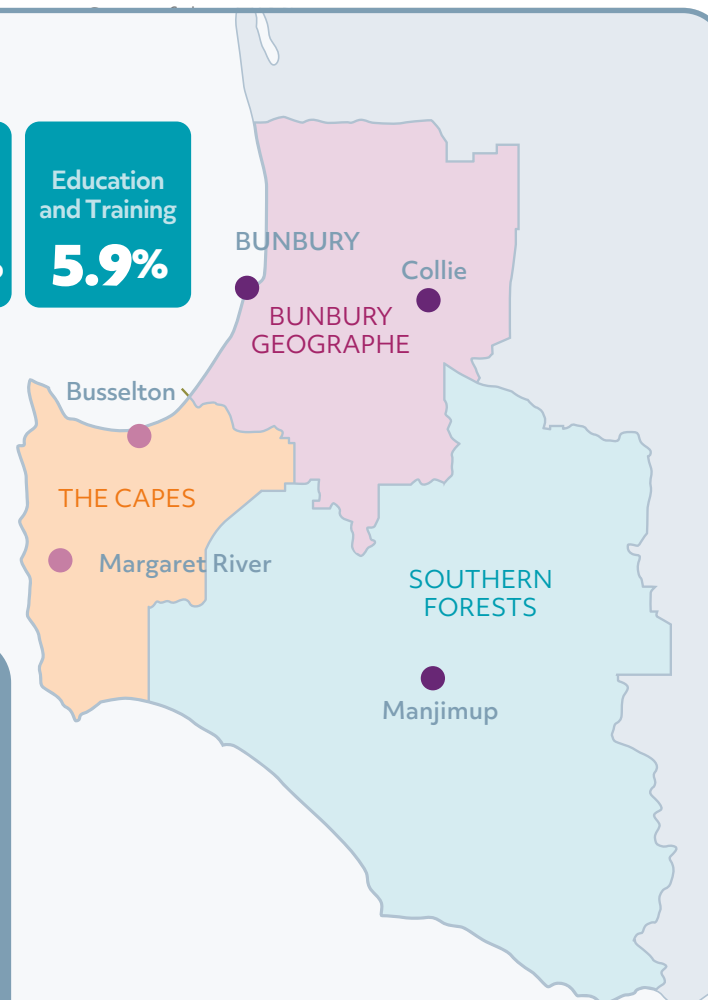 Education
and Training
5.9%
%
BUNBURY
Collie
BUNBURY
GEOGRAPHE
Busselton
THE CAPES
Margaret River
SOUTHERN
FORESTS
Manjimup